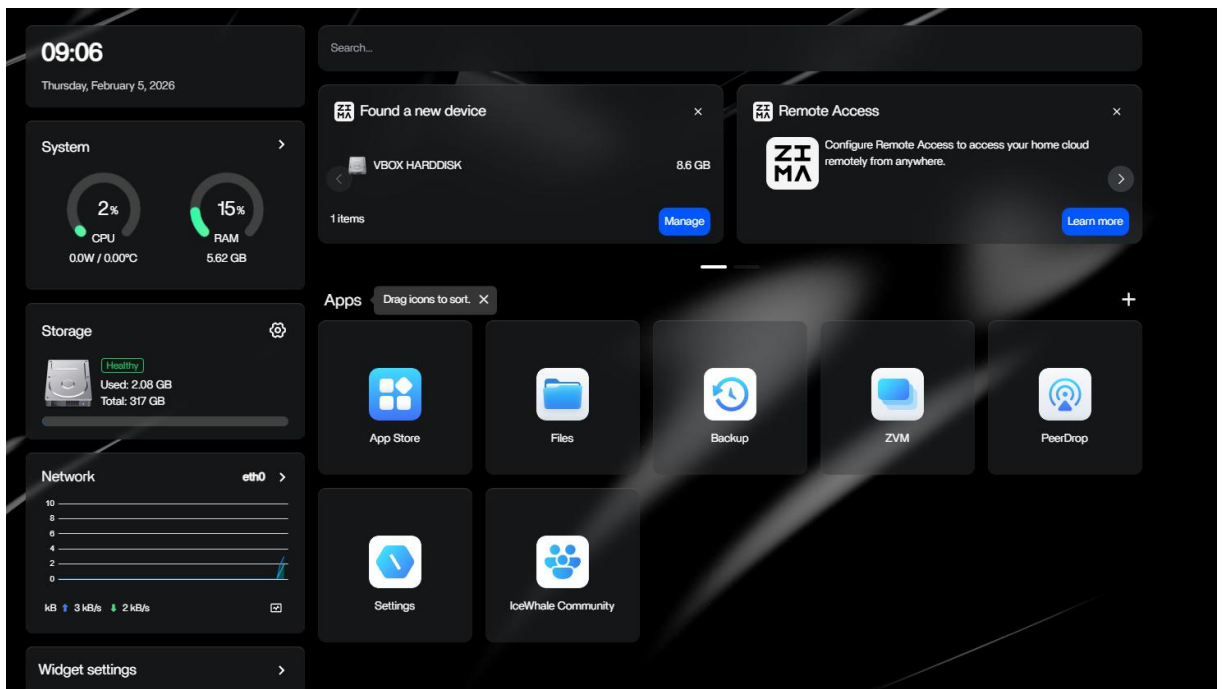 09:06
Thursday, February 5, 2026
System
2%
CPU
0.0W / 0.00°C
15%
RAM
5.62 GB
Storage
Healthy
Used: 2.08 GB
Total: 317 GB
Network
eth0
10
8
6
4
2
0
kB 3 kB/s 2 kB/s
Widget settings
Search...
ZIMA Found a new device
VBOX HARDDISK 8.6 GB
1 items
Manage
ZIMA Remote Access
ZIMA
Configure Remote Access to access your home cloud
remotely from anywhere.
Learn more
Apps
Drag icons to sort.
App Store
Files
Backup
ZVM
PeerDrop
Settings
IceWhale Community